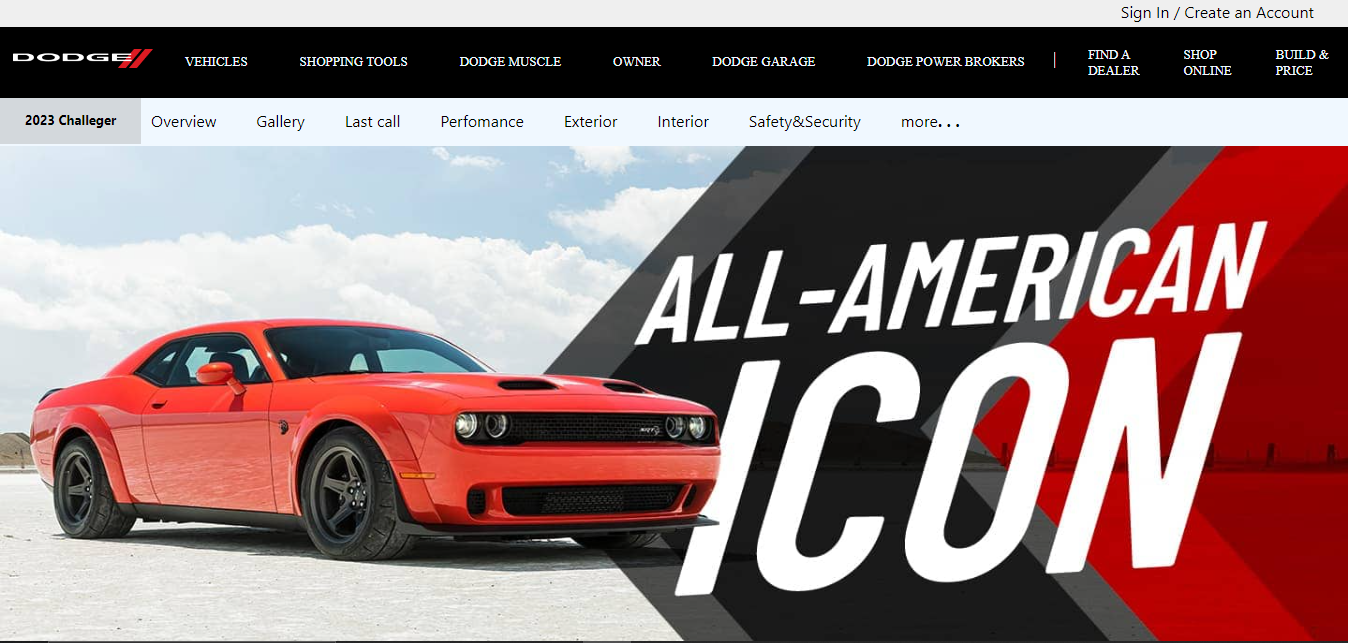 Sign In / Create an Account
DODGE
VEHICLES SHOPPING TOOLS DODGE MUSCLE OWNER DODGE GARAGE DODGE POWER BROKERS | FIND A DEALER SHOP ONLINE BUILD & PRICE
2023 Challeger Overview Gallery Last call Perfomance Exterior Interior Safety&Security more...
ALL-AMERICAN
ICON
SRT